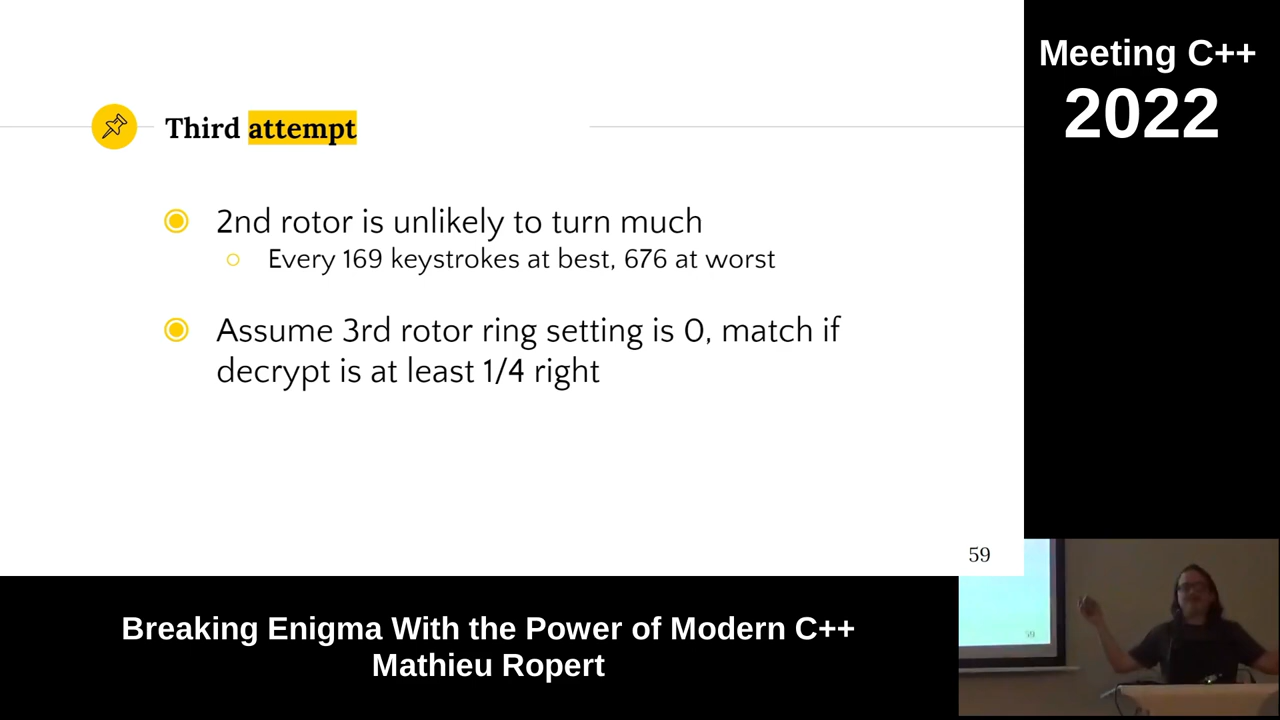 Meeting C++
2022
Third attempt
2nd rotor is unlikely to turn much
Every 169 keystrokes at best, 676 at worst
Assume 3rd rotor ring setting is 0, match if
decrypt is at least 1/4 right
59
59
Breaking Enigma With the Power of Modern C++
Mathieu Ropert